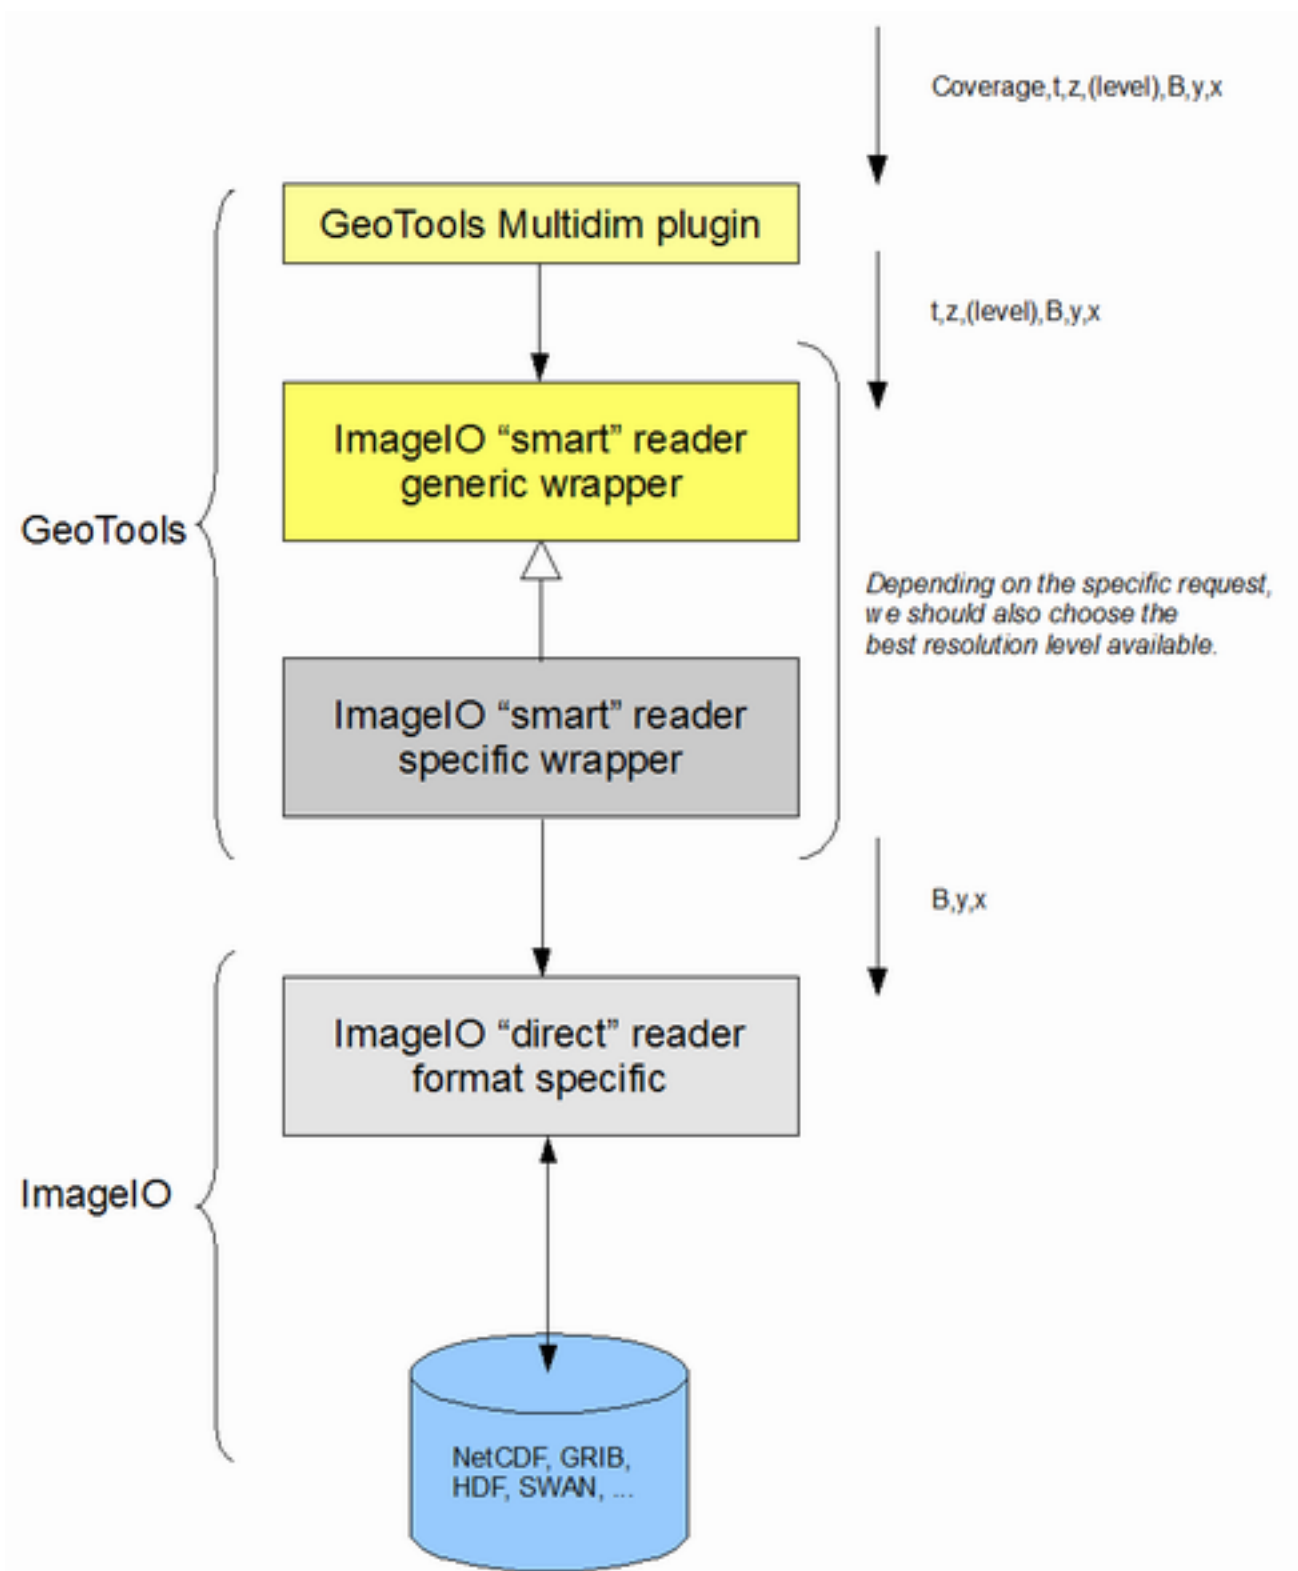 Coverage,t,z,(level),B,y,x
GeoTools Multidim plugin
t,z,(level),B,y,x
ImageIO “smart” reader
generic wrapper
GeoTools
Depending on the specific request,
we should also choose the
best resolution level available.
ImageIO “smart” reader
specific wrapper
B,y,x
ImageIO “direct” reader
format specific
ImageIO
NetCDF, GRIB,
HDF, SWAN, ...